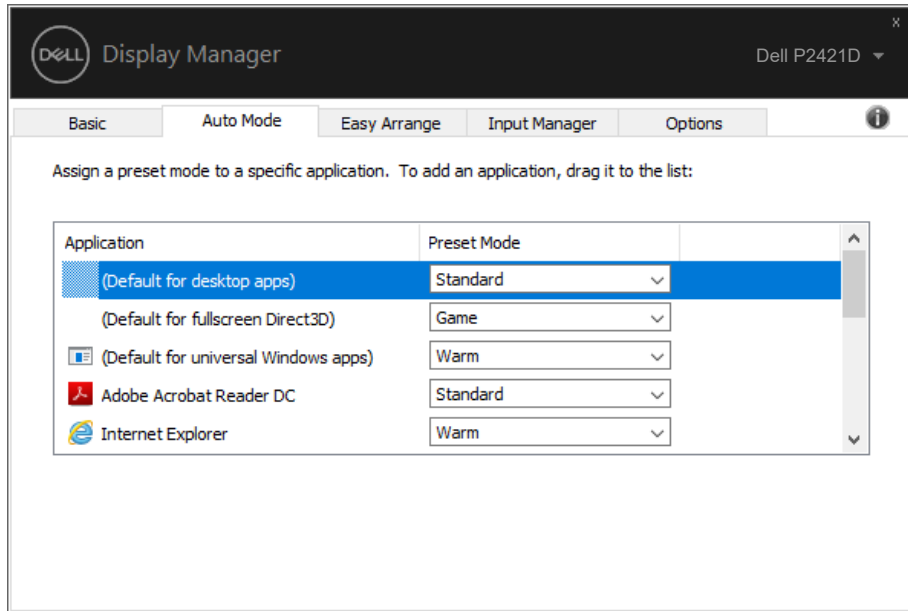 x
DELL Display Manager Dell P2421D
Basic Auto Mode Easy Arrange Input Manager Options
Assign a preset mode to a specific application. To add an application, drag it to the list:
Application Preset Mode
(Default for desktop apps) Standard
(Default for fullscreen Direct3D) Game
(Default for universal Windows apps) Warm
Adobe Acrobat Reader DC Standard
Internet Explorer Warm